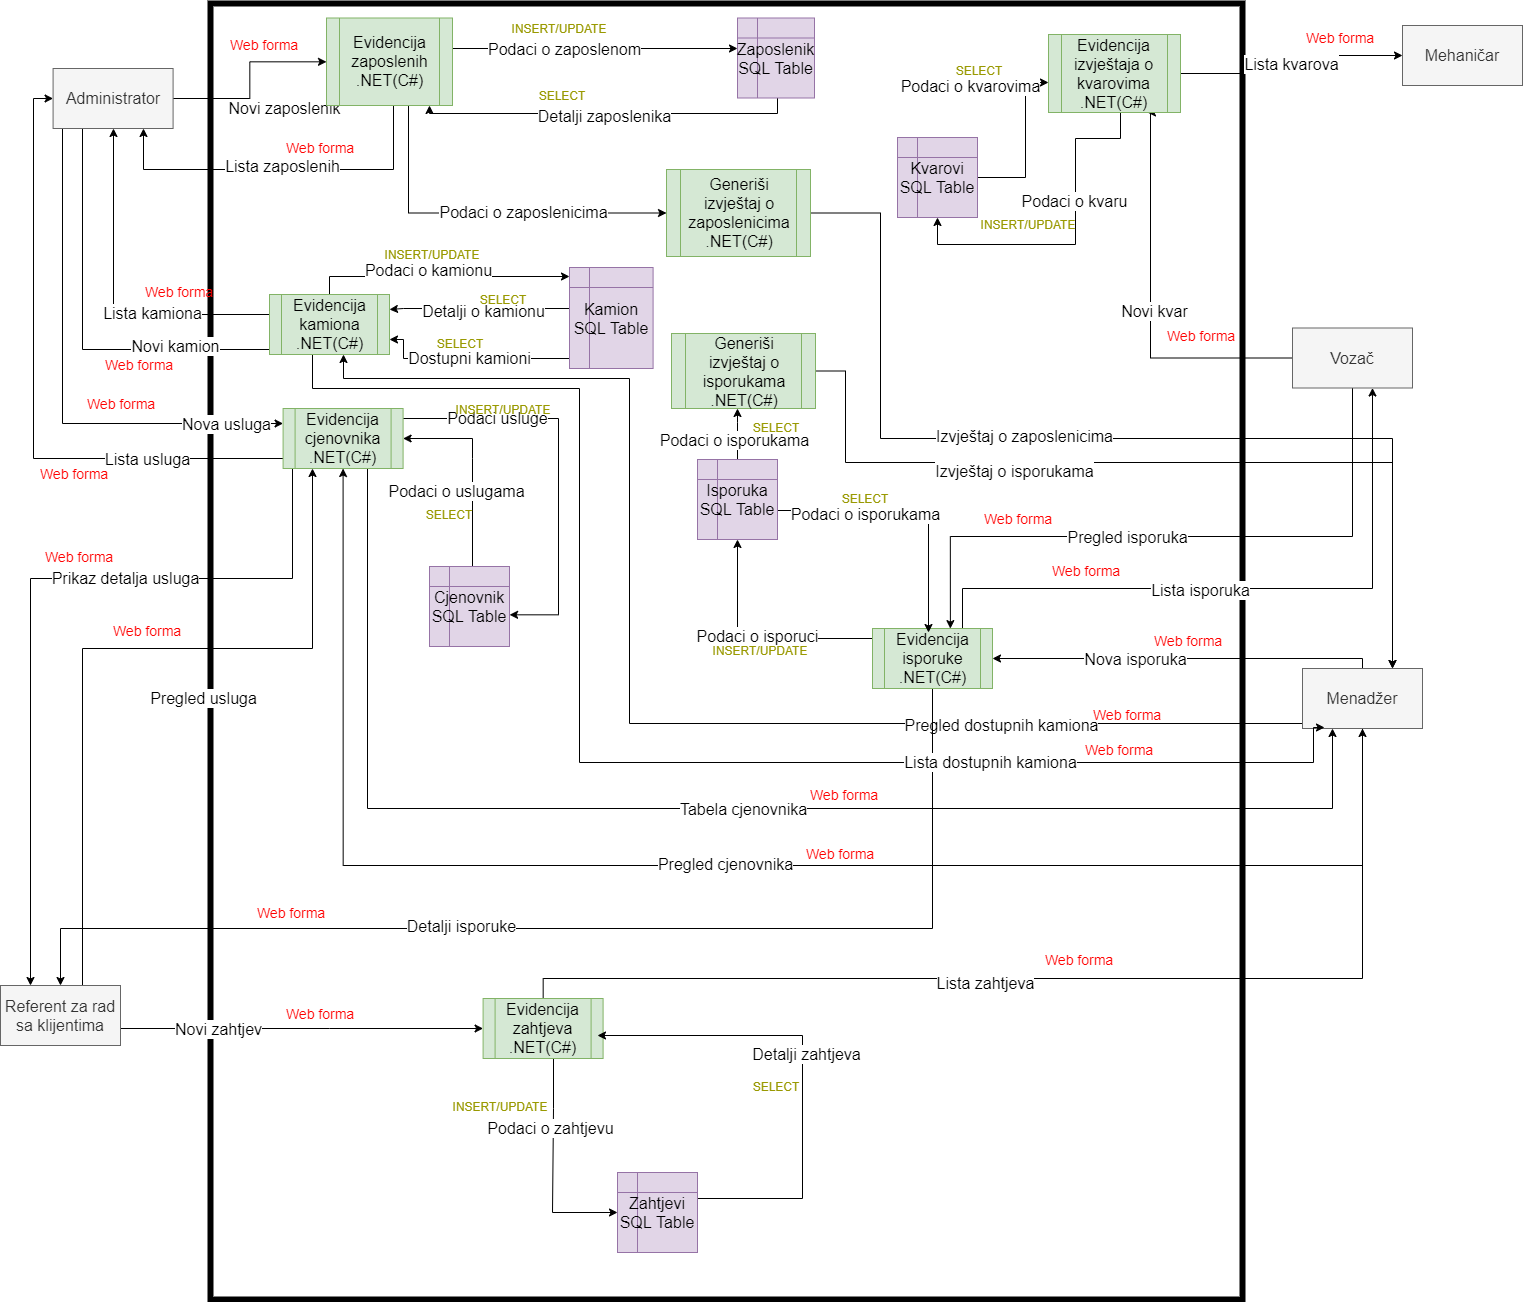 INSERT/UPDATE
Evidencija
zaposlenih
.NET(C#)
Web forma
Podaci o zaposlenom
Zaposlenik
SQL Table
Evidencija
izvještaja o
kvarovima
.NET(C#)
Web forma
Mehaničar
Lista kvarova
SELECT
Podaci o kvarovima
Administrator
Novi zaposlenik
SELECT
Detalji zaposlenika
Web forma
Lista zaposlenih
Kvarovi
SQL Table
Generiši
izvještaj o
zaposlenicima
.NET(C#)
Podaci o zaposlenicima
Podaci o kvaru
INSERT/UPDATE
INSERT/UPDATE
Podaci o kamionu
Web forma
Lista kamiona
Evidencija
kamiona
.NET(C#)
SELECT
Detalji o kamionu
Kamion
SQL Table
Novi kvar
Web forma
Novi kamion
Web forma
SELECT
Dostupni kamioni
Generiši
izvještaj o
isporukama
.NET(C#)
Vozač
Web forma
Nova usluga
Evidencija
cjenovnika
.NET(C#)
INSERT/UPDATE
Podaci usluge
SELECT
Podaci o isporukama
Izvještaj o zaposlenicima
Lista usluga
Web forma
Izvještaj o isporukama
Podaci o uslugama
SELECT
Isporuka
SQL Table
SELECT
Podaci o isporukama
Web forma
Pregled isporuka
Web forma
Prikaz detalja usluga
Web forma
Lista isporuka
Cjenovnik
SQL Table
Web forma
Podaci o isporuci
INSERT/UPDATE
Evidencija
isporuke
.NET(C#)
Web forma
Nova isporuka
Pregled usluga
Menadžer
Web forma
Pregled dostupnih kamiona
Web forma
Lista dostupnih kamiona
Web forma
Tabela cjenovnika
Web forma
Pregled cjenovnika
Web forma
Detalji isporuke
Web forma
Lista zahtjeva
Referent za rad
sa klijentima
Web forma
Novi zahtjev
Evidencija
zahtjeva
.NET(C#)
Detalji zahtjeva
SELECT
INSERT/UPDATE
Podaci o zahtjevu
Zahtjevi
SQL Table